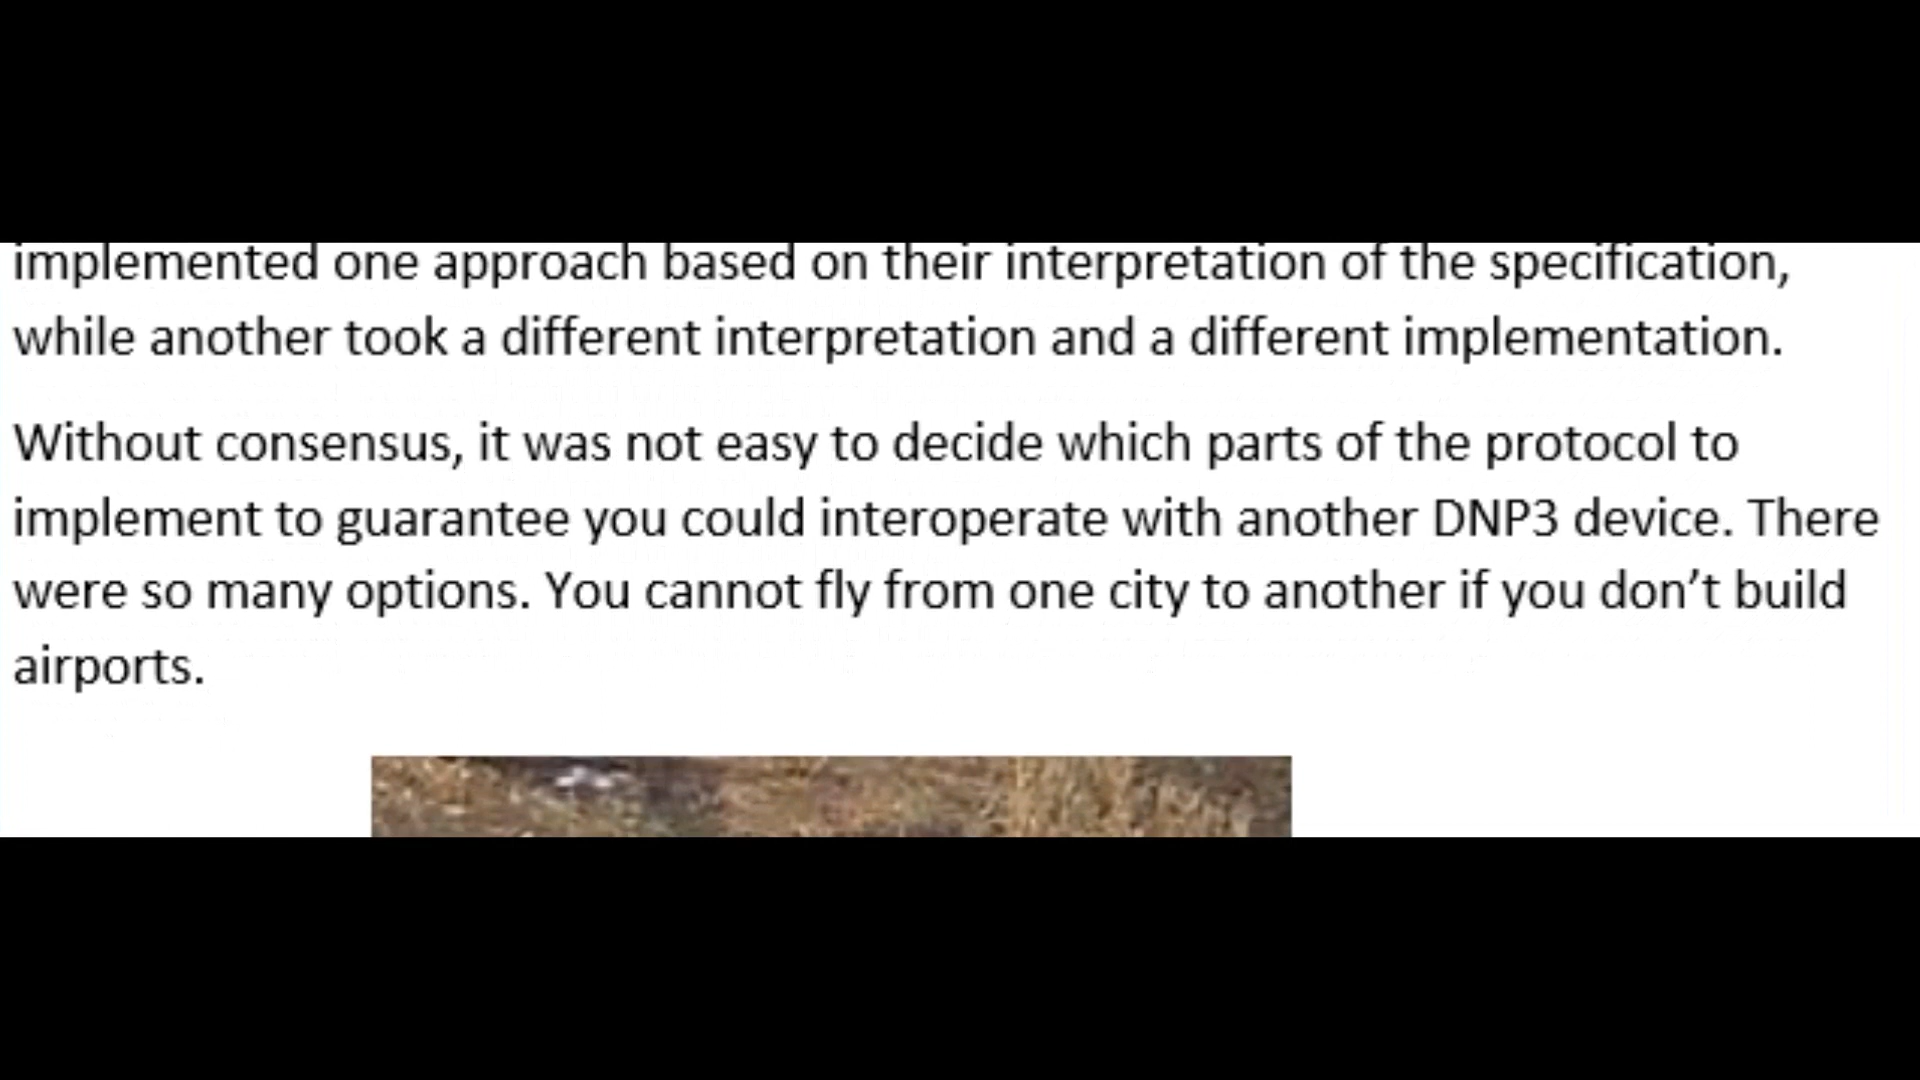 implemented one approach based on their interpretation of the specification,
while another took a different interpretation and a different implementation.
Without consensus, it was not easy to decide which parts of the protocol to
implement to guarantee you could interoperate with another DNP3 device. There
were so many options. You cannot fly from one city to another if you don’t build
airports.